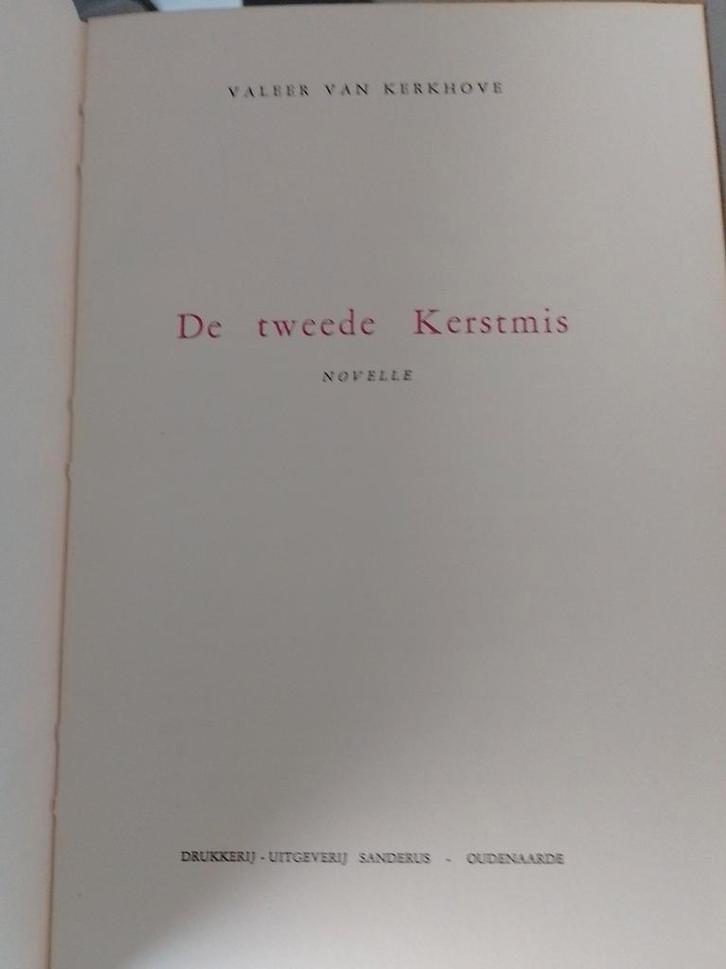 VALEER VAN KERKHOVE
De tweede Kerstmis
NOVELLE
DRUKKERIJ - UITGEVERIJ SANDERUS - OUDENAARDE